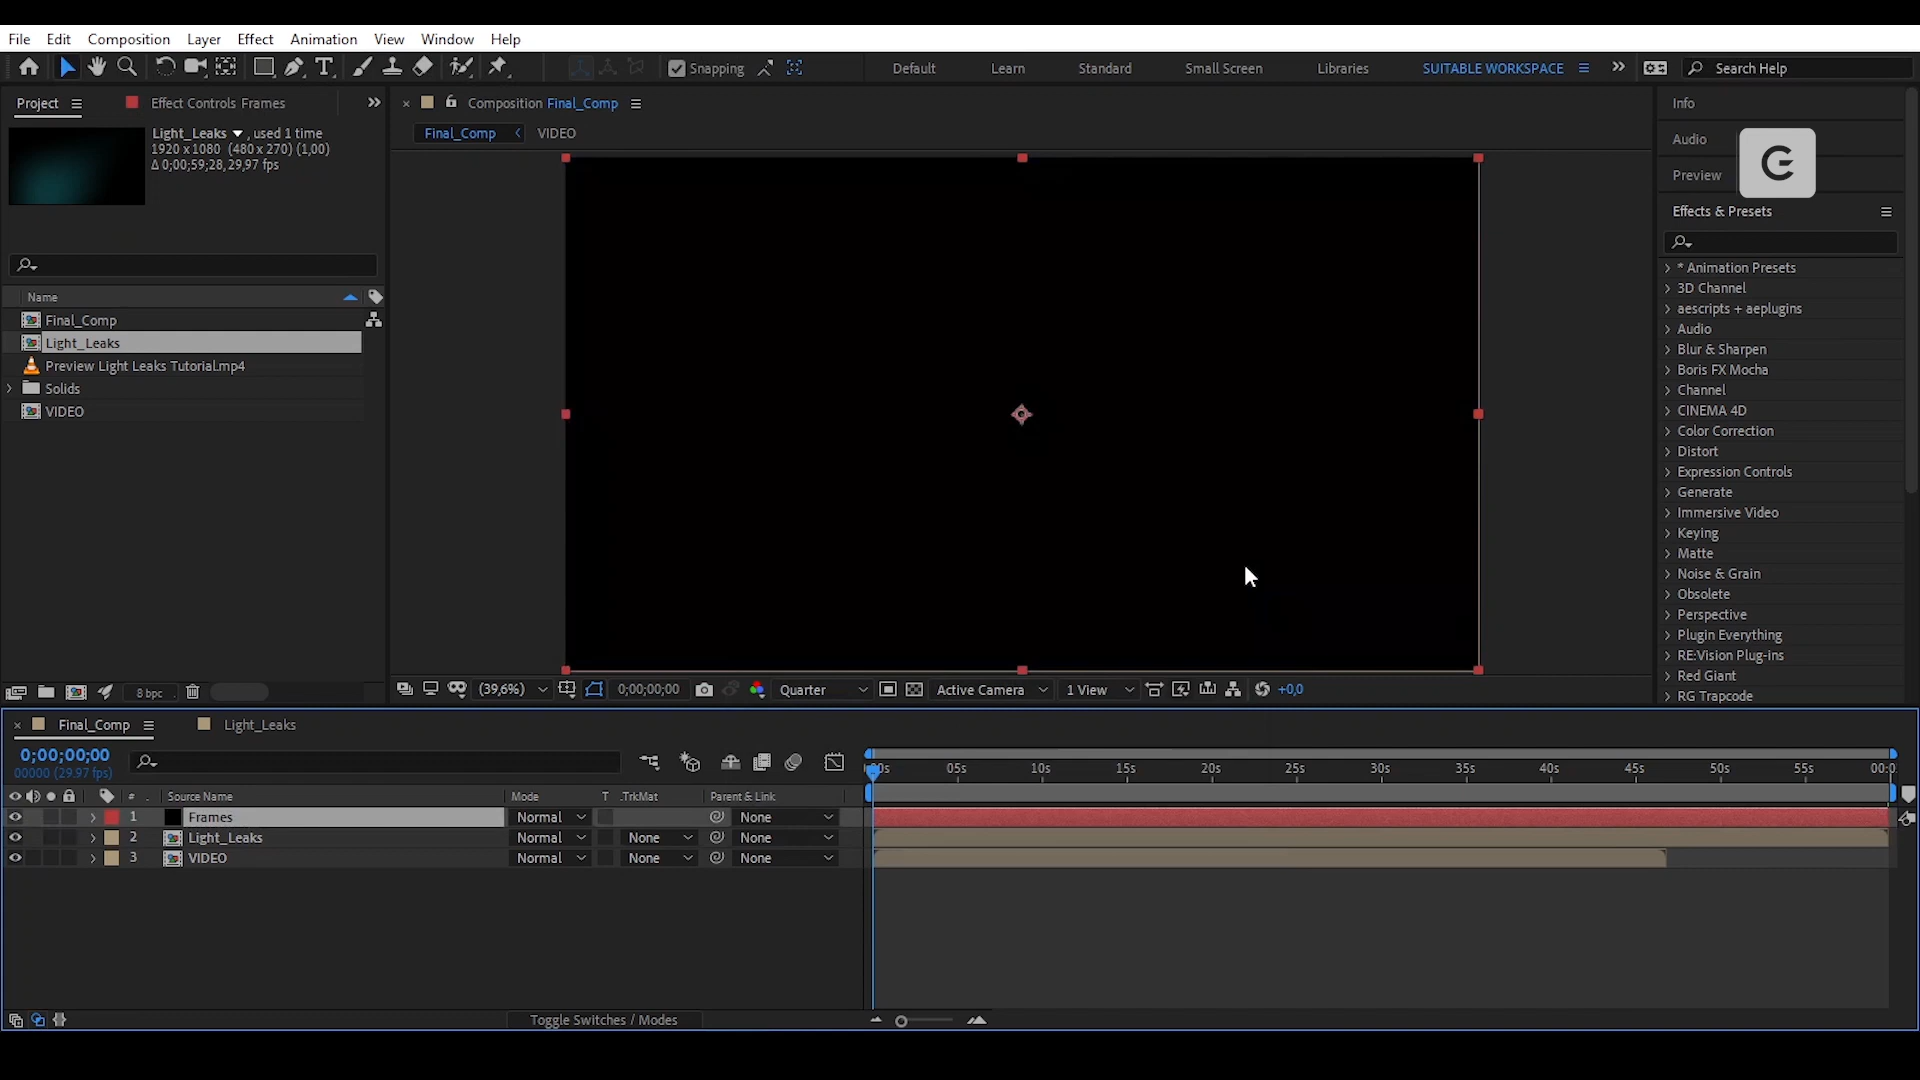 File Edit Composition Layer Effect Animation View Window Help
Snapping Default Learn Standard Small Screen Libraries SUITABLE WORKSPACE Search Help
Project Effect Controls Frames
Light_Leaks , used 1 time
1920 x 1080 (480 x 270) (1,00)
Δ 0;00;59;28, 29,97 fps
Name
Final_Comp
Light_Leaks
Preview Light Leaks Tutorial.mp4
Solids
VIDEO
8 bpc
Composition Final_Comp
Final_Comp VIDEO
(39,6%) 0;00;00;00 Quarter Active Camera 1 View +0,0
Info
Audio
Preview
G
Effects & Presets
* Animation Presets
3D Channel
aescripts + aeplugins
Audio
Blur & Sharpen
Boris FX Mocha
Channel
CINEMA 4D
Color Correction
Distort
Expression Controls
Generate
Immersive Video
Keying
Matte
Noise & Grain
Obsolete
Perspective
Plugin Everything
RE:Vision Plug-ins
Red Giant
RG Trapcode
Final_Comp Light_Leaks
0;00;00;00
00000 (29.97 fps)
05s 10s 15s 20s 25s 30s 35s 40s 45s 50s 55s
# Source Name Mode T .TrkMat Parent & Link
1 Frames Normal None
2 Light_Leaks Normal None None
3 VIDEO Normal None None
Toggle Switches / Modes